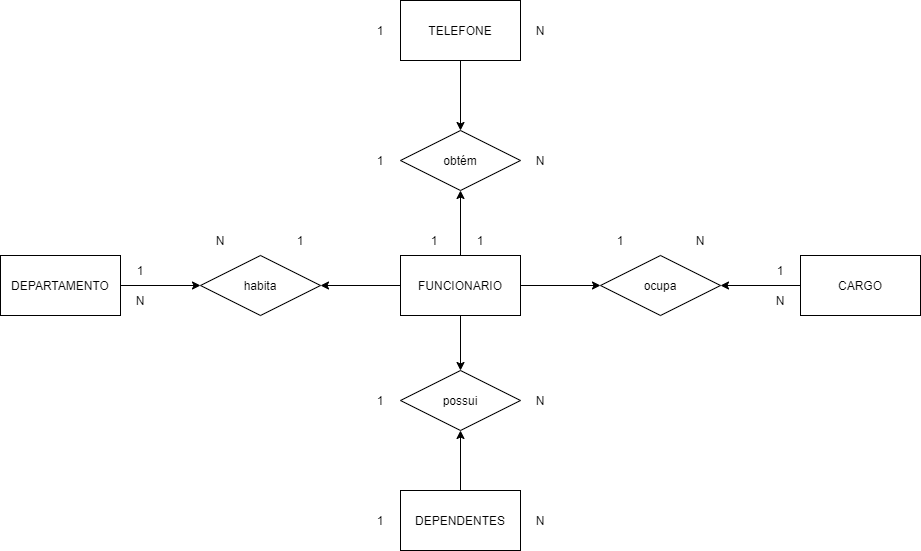 1 TELEFONE N
1 obtém N
N 1 1 1 1 N
1 1
DEPARTAMENTO habita FUNCIONARIO ocupa CARGO
N N
1 possui N
1 DEPENDENTES N